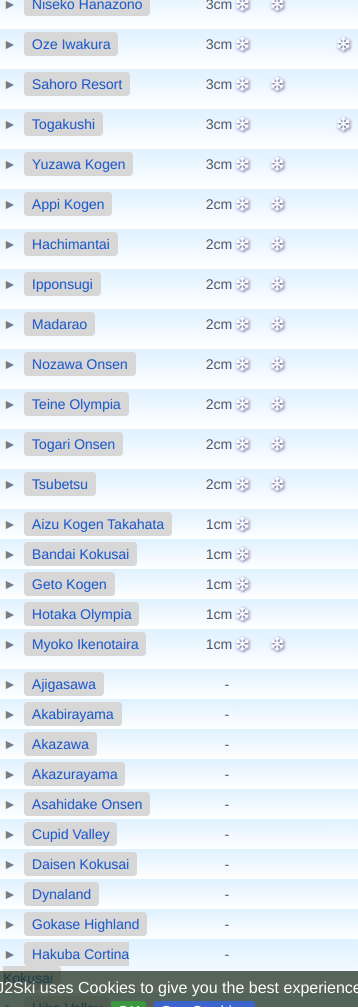 Niseko Hanazono 3cm
▶ Oze Iwakura 3cm
▶ Sahoro Resort 3cm
▶ Togakushi 3cm
▶ Yuzawa Kogen 3cm
▶ Appi Kogen 2cm
▶ Hachimantai 2cm
▶ Ipponsugi 2cm
▶ Madarao 2cm
▶ Nozawa Onsen 2cm
▶ Teine Olympia 2cm
▶ Togari Onsen 2cm
▶ Tsubetsu 2cm
▶ Aizu Kogen Takahata 1cm
▶ Bandai Kokusai 1cm
▶ Geto Kogen 1cm
▶ Hotaka Olympia 1cm
▶ Myoko Ikenotaira 1cm
▶ Ajigasawa -
▶ Akabirayama -
▶ Akazawa -
▶ Akazurayama -
▶ Asahidake Onsen -
▶ Cupid Valley -
▶ Daisen Kokusai -
▶ Dynaland -
▶ Gokase Highland -
▶ Hakuba Cortina -
Kokusai
J2Ski uses Cookies to give you the best experience